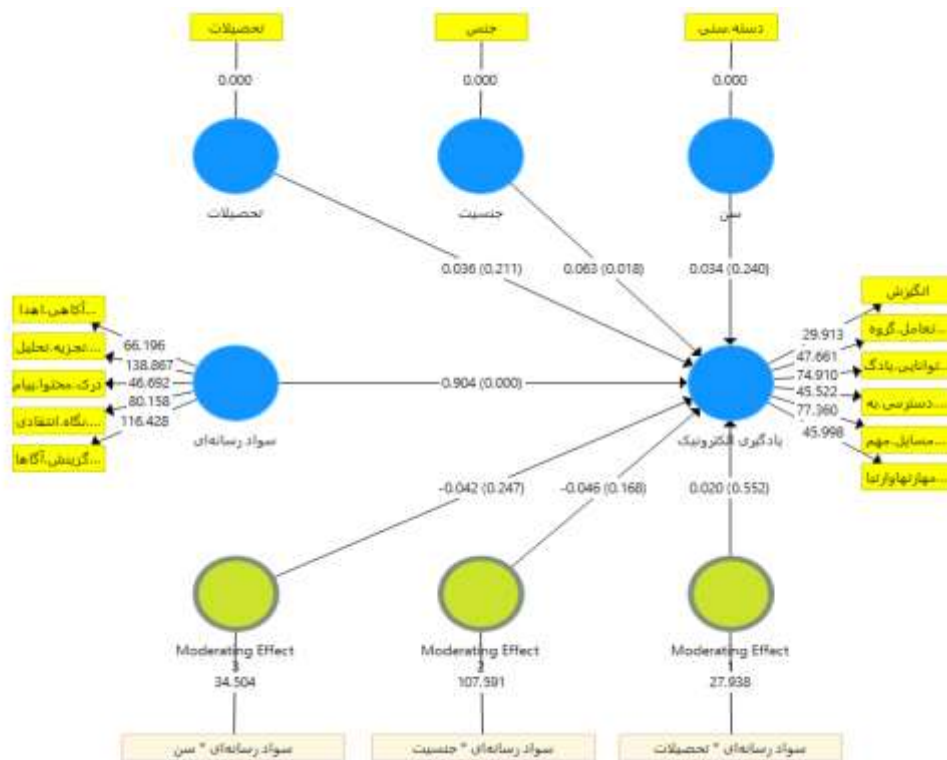 تحصیلات
جنس
دسته.سنی
0.000
0.000
0.000
تحصیلات
جنسیت
سن
0.036 (0.211)
0.063 (0.018)
0.034 (0.240)
آگاهی.اهدا...
تجزیه.تحلیل...
درک.محتوا.پیام
نگاه.انتقادی...
گزینش.آگاها...
66.196
138.867
46.692
80.158
116.428
سواد رسانه‌ای
0.904 (0.000)
یادگیری الکترونیک
29.913
47.661
74.910
45.522
77.360
45.998
انگیزش
تعامل.گروه...
توانایی.یادگ...
دسترسی.به...
مسایل.مهم...
مهارتهاوارتبا...
-0.042 (0.247)
-0.046 (0.168)
0.020 (0.552)
Moderating Effect
3
Moderating Effect
2
Moderating Effect
1
34.504
107.591
27.938
سواد رسانه‌ای * سن
سواد رسانه‌ای * جنسیت
سواد رسانه‌ای * تحصیلات